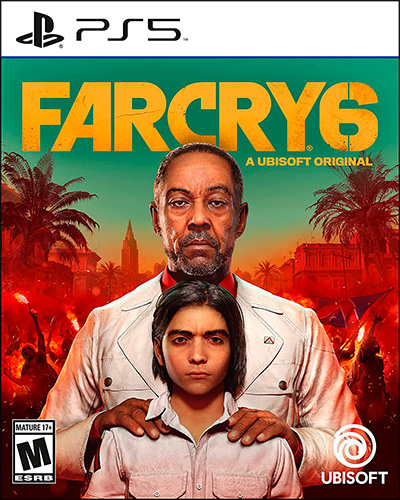 PS5
FARCRY6
A UBISOFT ORIGINAL
MATURE 17+
M
ESRB
UBISOFT